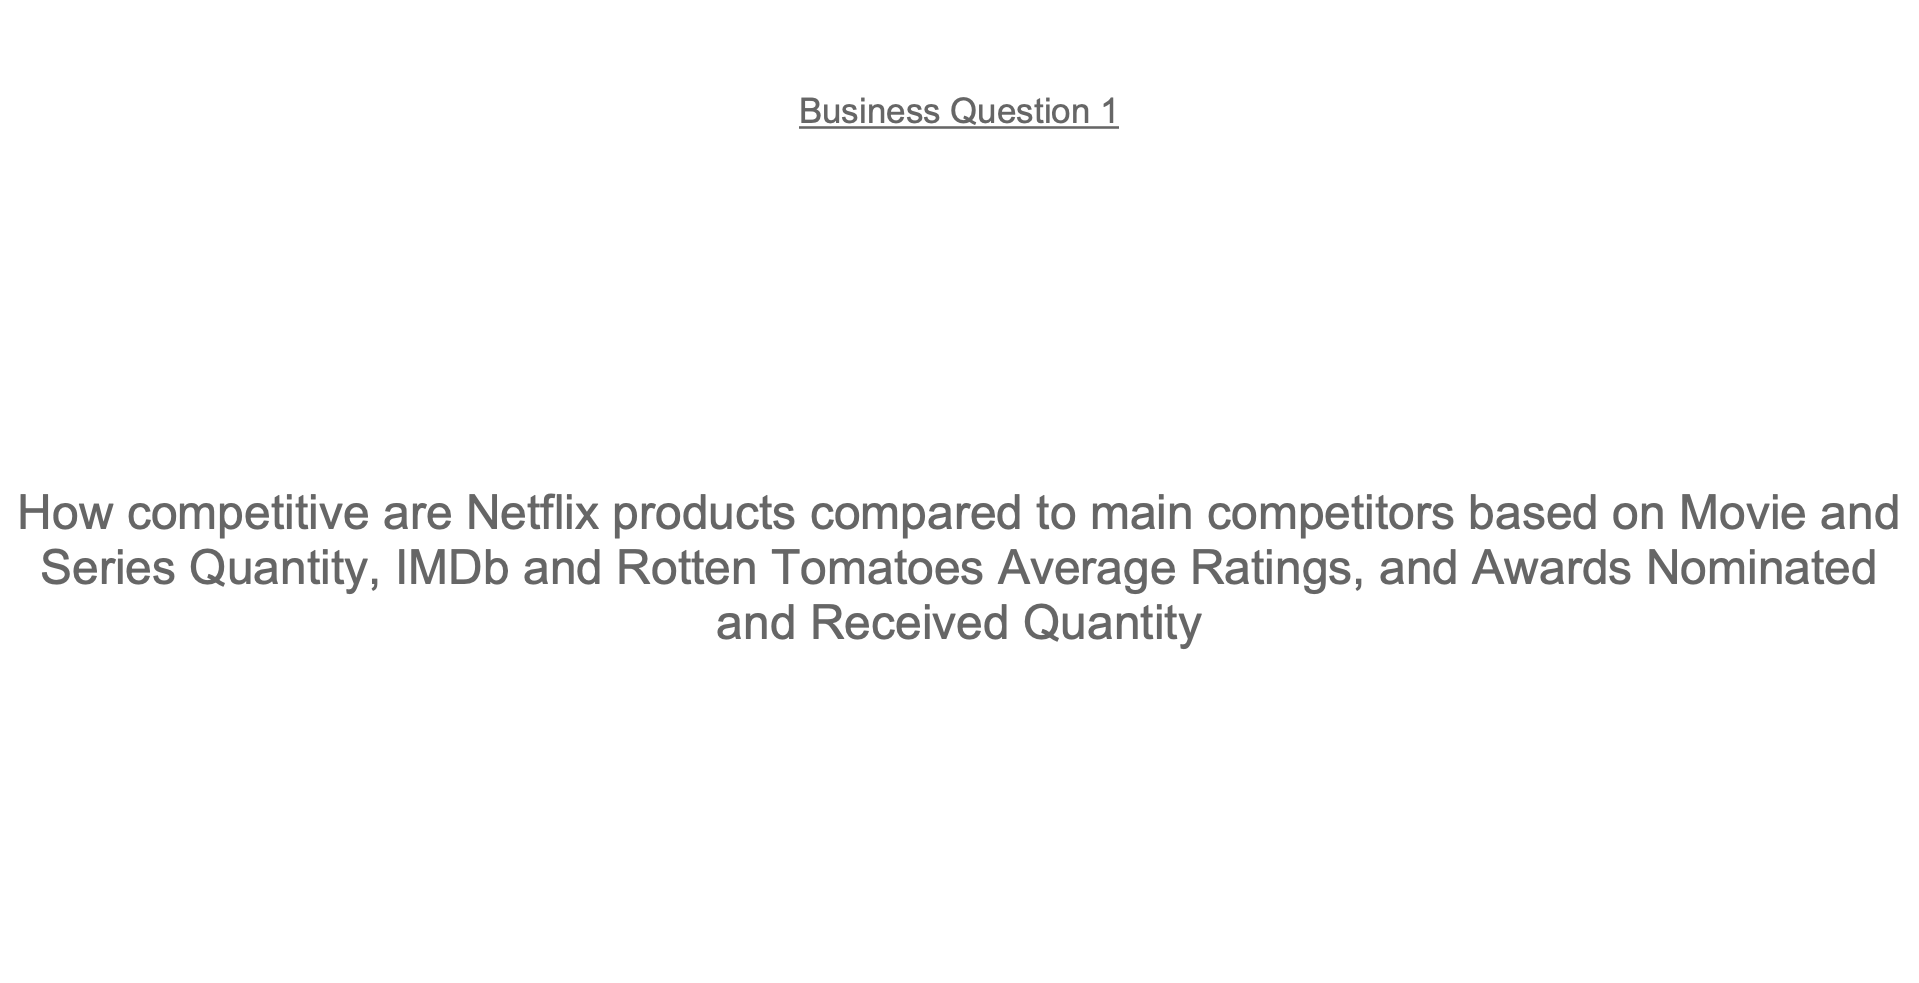 Business Question 1
How competitive are Netflix products compared to main competitors based on Movie and
Series Quantity, IMDb and Rotten Tomatoes Average Ratings, and Awards Nominated
and Received Quantity